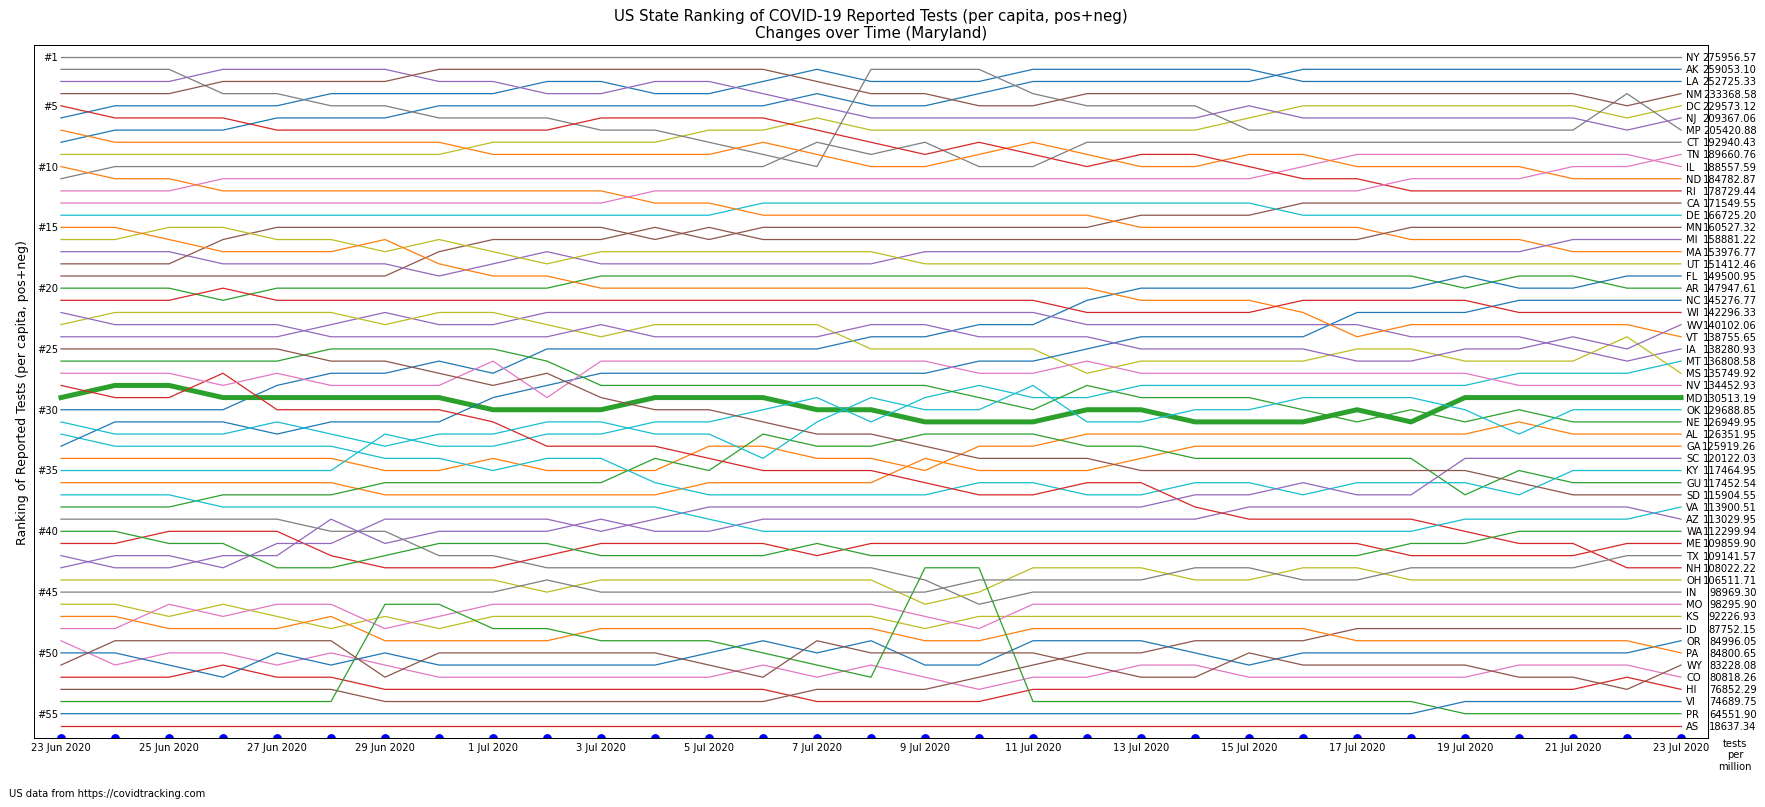 US State Ranking of COVID-19 Reported Tests (per capita, pos+neg)
Changes over Time (Maryland)
Ranking of Reported Tests (per capita, pos+neg)
#1
#5
#10
#15
#20
#25
#30
#35
#40
#45
#50
#55
NY 275956.57
AK 259053.10
LA 252725.33
NM 233368.58
DC 229573.12
NJ 209367.06
MP 205420.88
CT 192940.43
TN 189660.76
IL 188557.59
ND 184782.87
RI 178729.44
CA 171549.55
DE 166725.20
MN 160527.32
MI 158881.22
MA 153976.77
UT 151412.46
FL 149500.95
AR 147947.61
NC 145276.77
WI 142296.33
WV 140102.06
VT 138755.65
IA 138280.93
MT 136808.58
MS 135749.92
NV 134452.93
MD 130513.19
OK 129688.85
NE 126949.95
AL 126351.95
GA 125919.26
SC 120122.03
KY 117464.95
GU 117452.54
SD 115904.55
VA 113900.51
AZ 113029.95
WA 112299.94
ME 109859.90
TX 109141.57
NH 108022.22
OH 106511.71
IN 98969.30
MO 98295.90
KS 92226.93
ID 87752.15
OR 84996.05
PA 84800.65
WY 83228.08
CO 80818.26
HI 76852.29
VI 74689.75
PR 64551.90
AS 18637.34
23 Jun 2020 25 Jun 2020 27 Jun 2020 29 Jun 2020 1 Jul 2020 3 Jul 2020 5 Jul 2020 7 Jul 2020 9 Jul 2020 11 Jul 2020 13 Jul 2020 15 Jul 2020 17 Jul 2020 19 Jul 2020 21 Jul 2020 23 Jul 2020
tests
per
million
US data from https://covidtracking.com